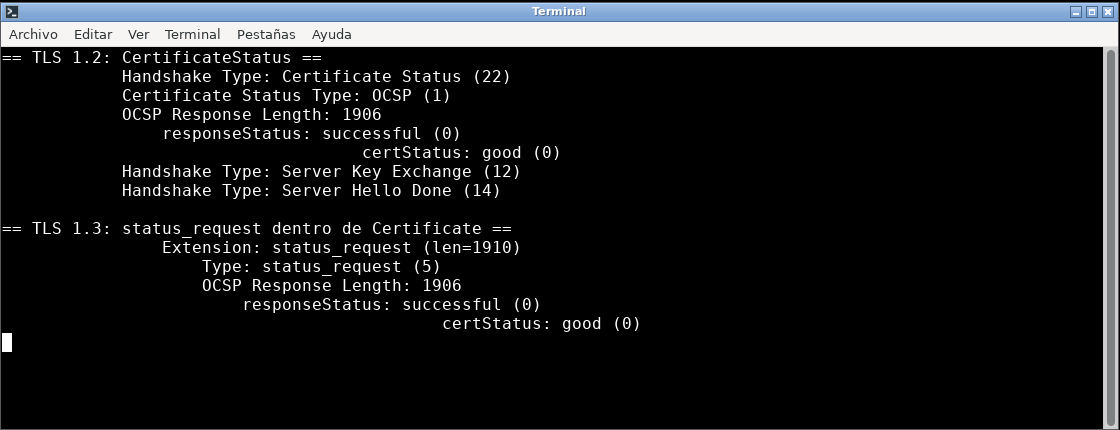 Terminal
Archivo Editar Ver Terminal Pestañas Ayuda
== TLS 1.2: CertificateStatus ==
Handshake Type: Certificate Status (22)
Certificate Status Type: OCSP (1)
OCSP Response Length: 1906
responseStatus: successful (0)
certStatus: good (0)
Handshake Type: Server Key Exchange (12)
Handshake Type: Server Hello Done (14)
== TLS 1.3: status_request dentro de Certificate ==
Extension: status_request (len=1910)
Type: status_request (5)
OCSP Response Length: 1906
responseStatus: successful (0)
certStatus: good (0)